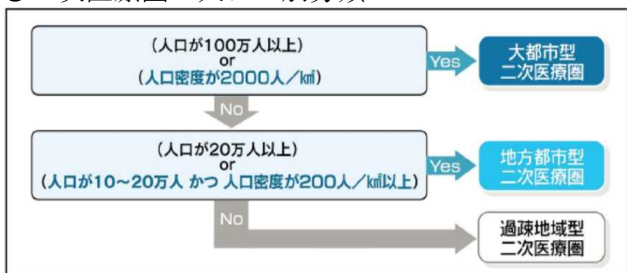 (人口が100万人以上)
or
(人口密度が2000人/㎢)
Yes
大都市型
二次医療圏
No
(人口が20万人以上)
or
(人口が10~20万人 かつ 人口密度が200人/㎢以上)
Yes
地方都市型
二次医療圏
No
過疎地域型
二次医療圏